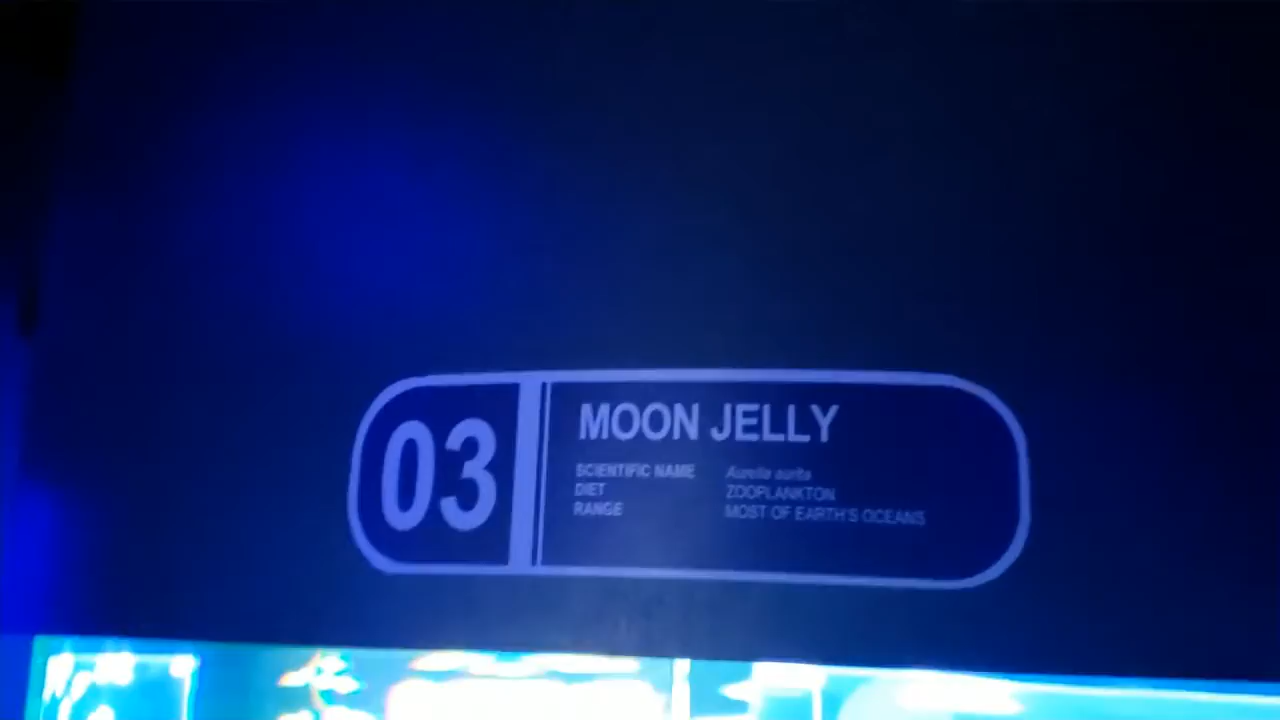 03
MOON JELLY
SCIENTIFIC NAME Aurelia aurita
DIET ZOOPLANKTON
RANGE MOST OF EARTH'S OCEANS